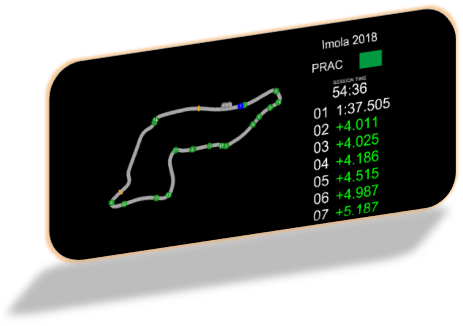 Imola 2018
PRAC
SESSION TIME
54:36
01 1:37.505
02 +4.011
03 +4.025
04 +4.186
05 +4.515
06 +4.987
07 +5.187